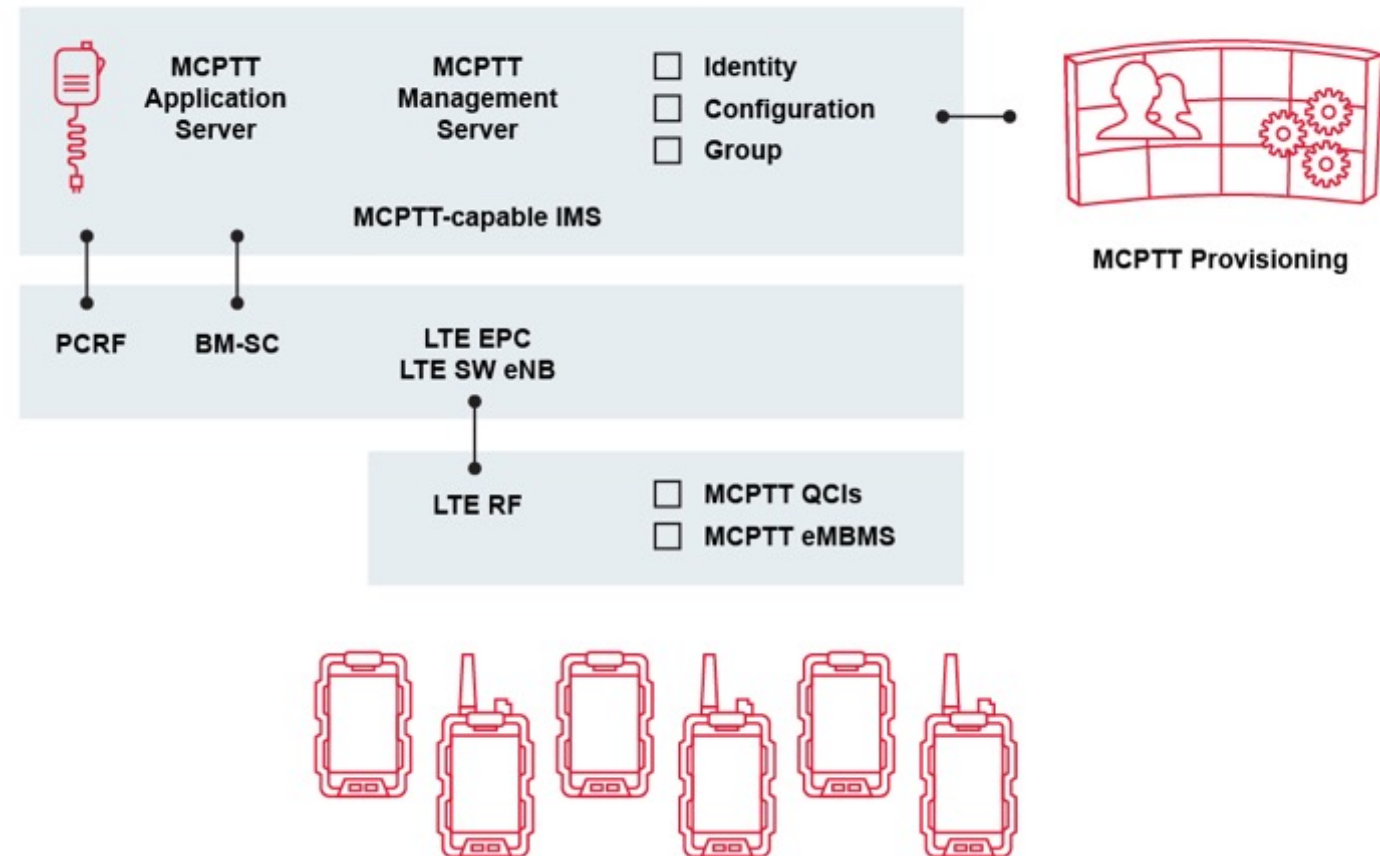 MCPTT
Application
Server
MCPTT
Management
Server
Identity
Configuration
Group
MCPTT-capable IMS
MCPTT Provisioning
PCRF
BM-SC
LTE EPC
LTE SW eNB
LTE RF
MCPTT QCIs
MCPTT eMBMS